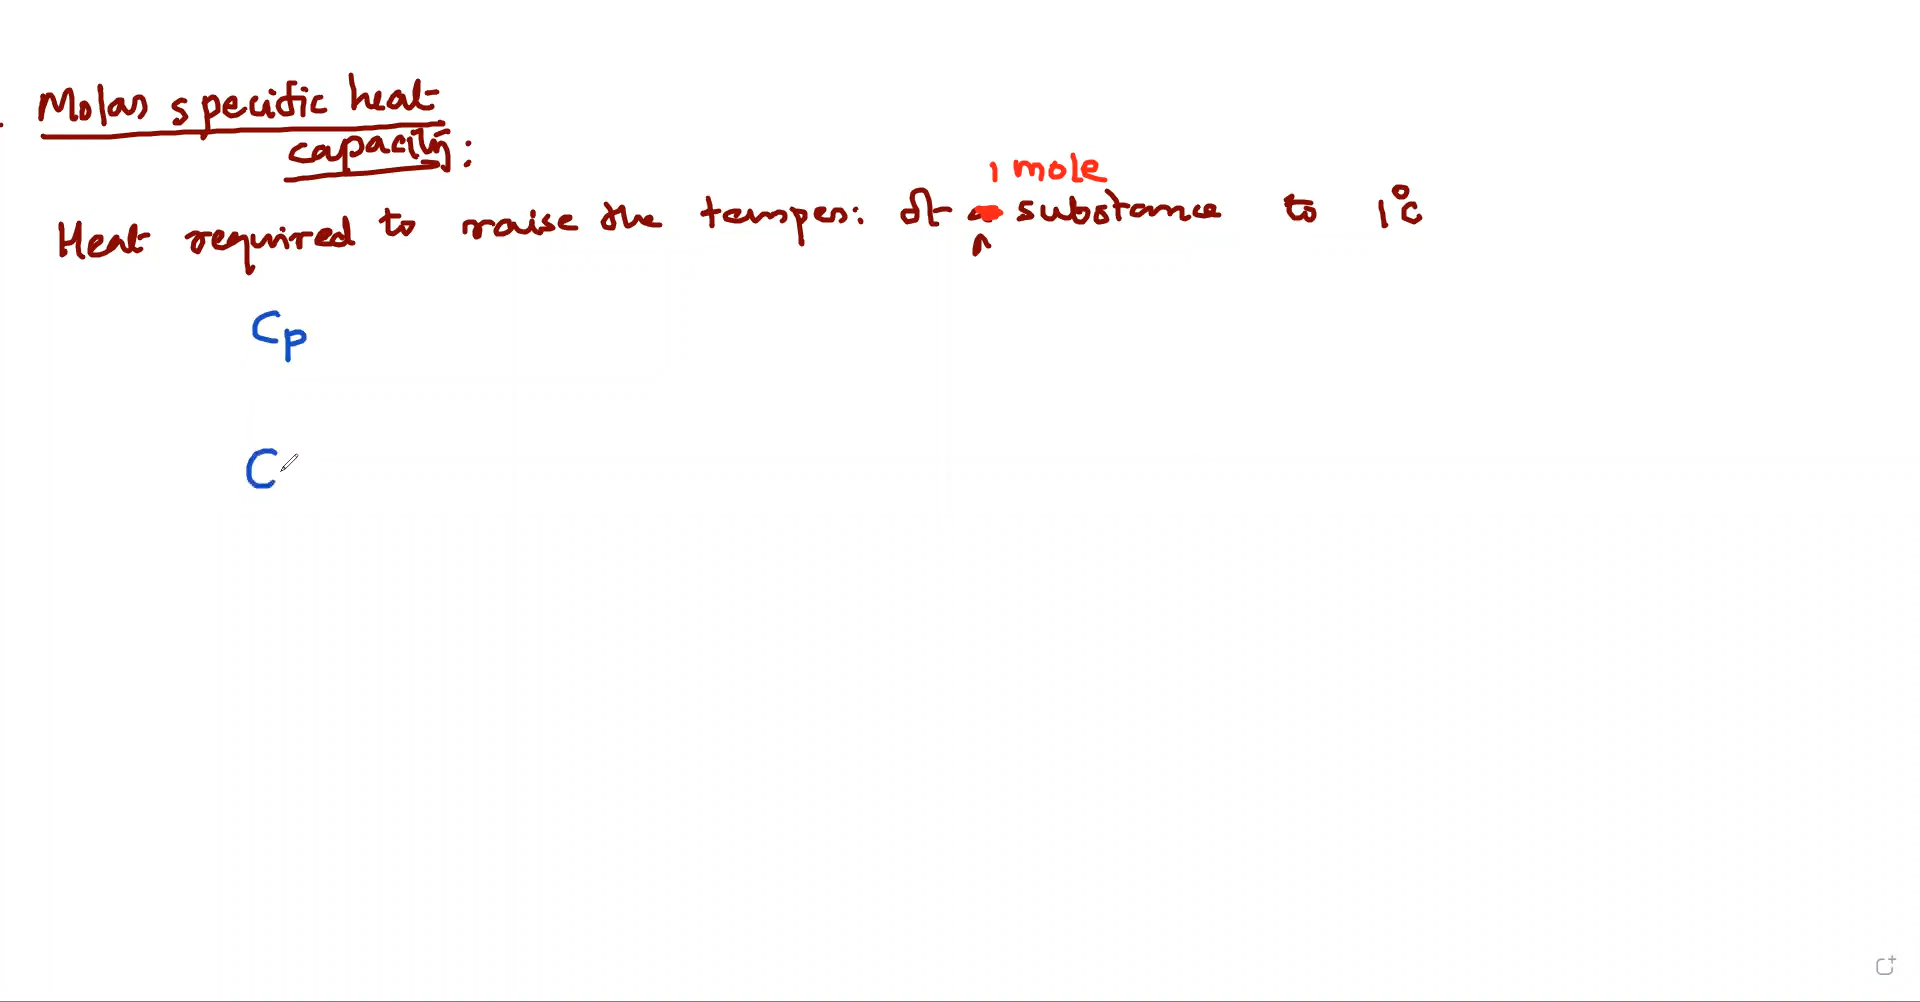 Molar specific heat
capacity:
1 mole
Heat required to raise the temper: of substance to 1°C
Cp
C